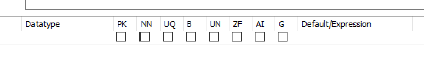 Datatype PK NN UQ B UN ZF AI G Default/Expression